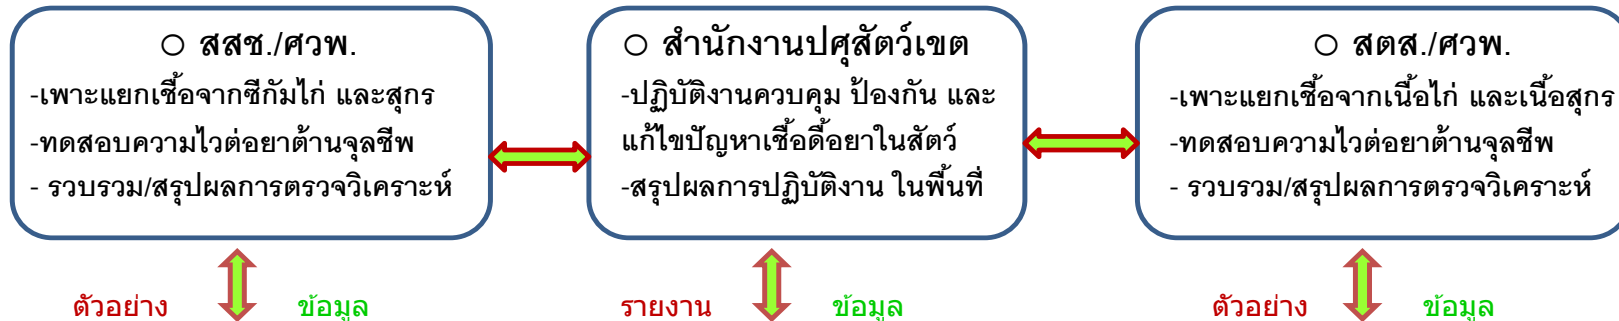 ○ สสช./ศวพ.
-เพาะแยกเชื้อจากซีกัมไก่ และสุกร
-ทดสอบความไวต่อยาต้านจุลชีพ
- รวบรวม/สรุปผลการตรวจวิเคราะห์
○ สำนักงานปศุสัตว์เขต
-ปฏิบัติงานควบคุม ป้องกัน และ
แก้ไขปัญหาเชื้อดื้อยาในสัตว์
-สรุปผลการปฏิบัติงาน ในพื้นที่
○ สตส./ศวพ.
-เพาะแยกเชื้อจากเนื้อไก่ และเนื้อสุกร
-ทดสอบความไวต่อยาต้านจุลชีพ
- รวบรวม/สรุปผลการตรวจวิเคราะห์
ตัวอย่าง ข้อมูล
รายงาน ข้อมูล
ตัวอย่าง ข้อมูล